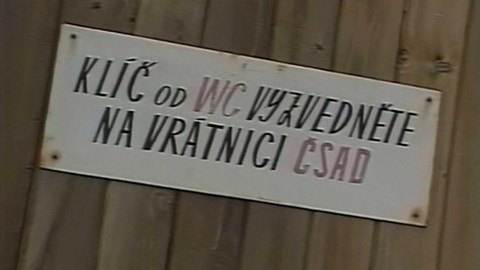 KLÍČ OD WC VYZVEDNĚTE
NA VRÁTNICI ČSAD